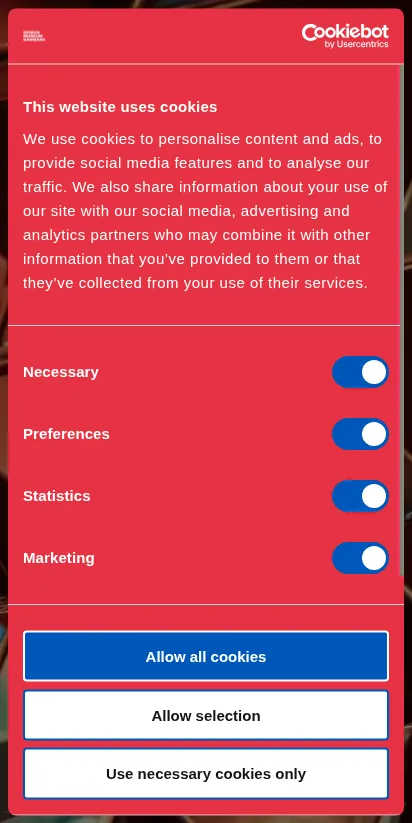 DESIGN
MUSEUM
DANMARK
Cookiebot
by Usercentrics
This website uses cookies
We use cookies to personalise content and ads, to
provide social media features and to analyse our
traffic. We also share information about your use of
our site with our social media, advertising and
analytics partners who may combine it with other
information that you’ve provided to them or that
they’ve collected from your use of their services.
Necessary
Preferences
Statistics
Marketing
Allow all cookies
Allow selection
Use necessary cookies only